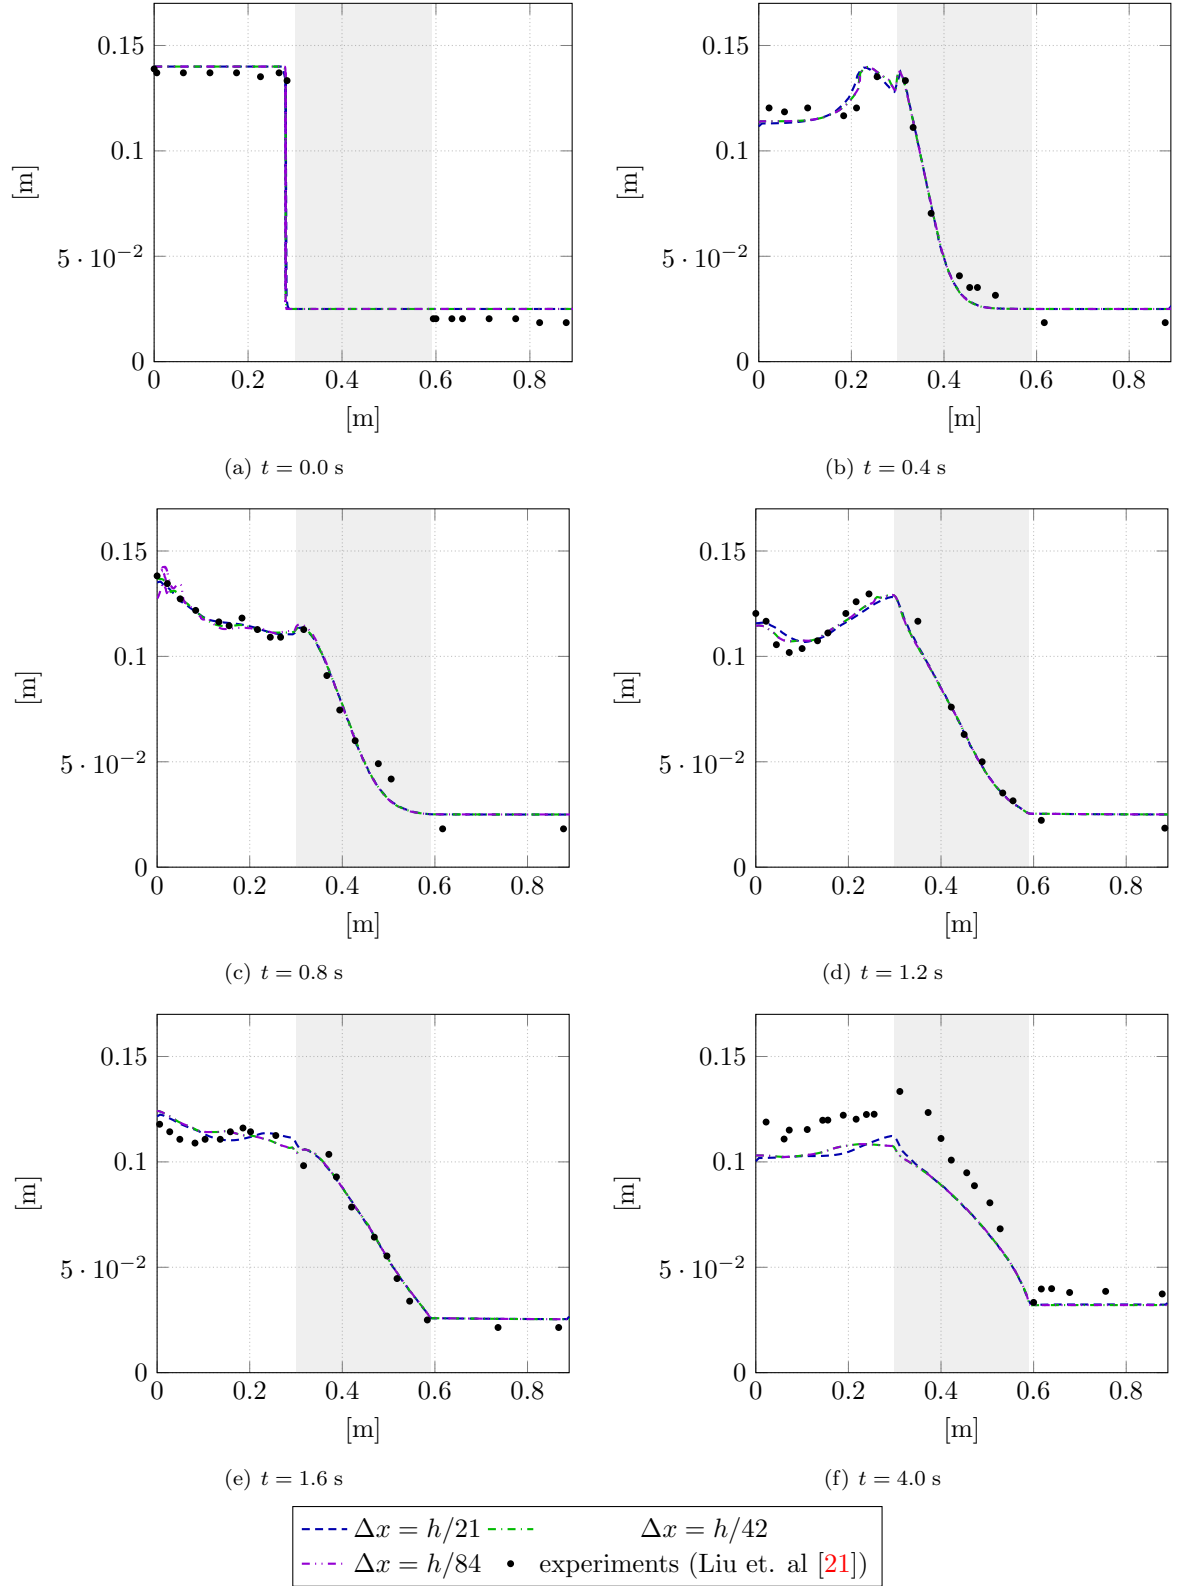 0.15
0.1
5 · 10⁻²
0
[m]
0 0.2 0.4 0.6 0.8
[m]
(a) t = 0.0 s
0.15
0.1
5 · 10⁻²
0
[m]
0 0.2 0.4 0.6 0.8
[m]
(b) t = 0.4 s
0.15
0.1
5 · 10⁻²
0
[m]
0 0.2 0.4 0.6 0.8
[m]
(c) t = 0.8 s
0.15
0.1
5 · 10⁻²
0
[m]
0 0.2 0.4 0.6 0.8
[m]
(d) t = 1.2 s
0.15
0.1
5 · 10⁻²
0
[m]
0 0.2 0.4 0.6 0.8
[m]
(e) t = 1.6 s
0.15
0.1
5 · 10⁻²
0
[m]
0 0.2 0.4 0.6 0.8
[m]
(f) t = 4.0 s
Δx = h/21 Δx = h/42
Δx = h/84 experiments (Liu et. al [21])